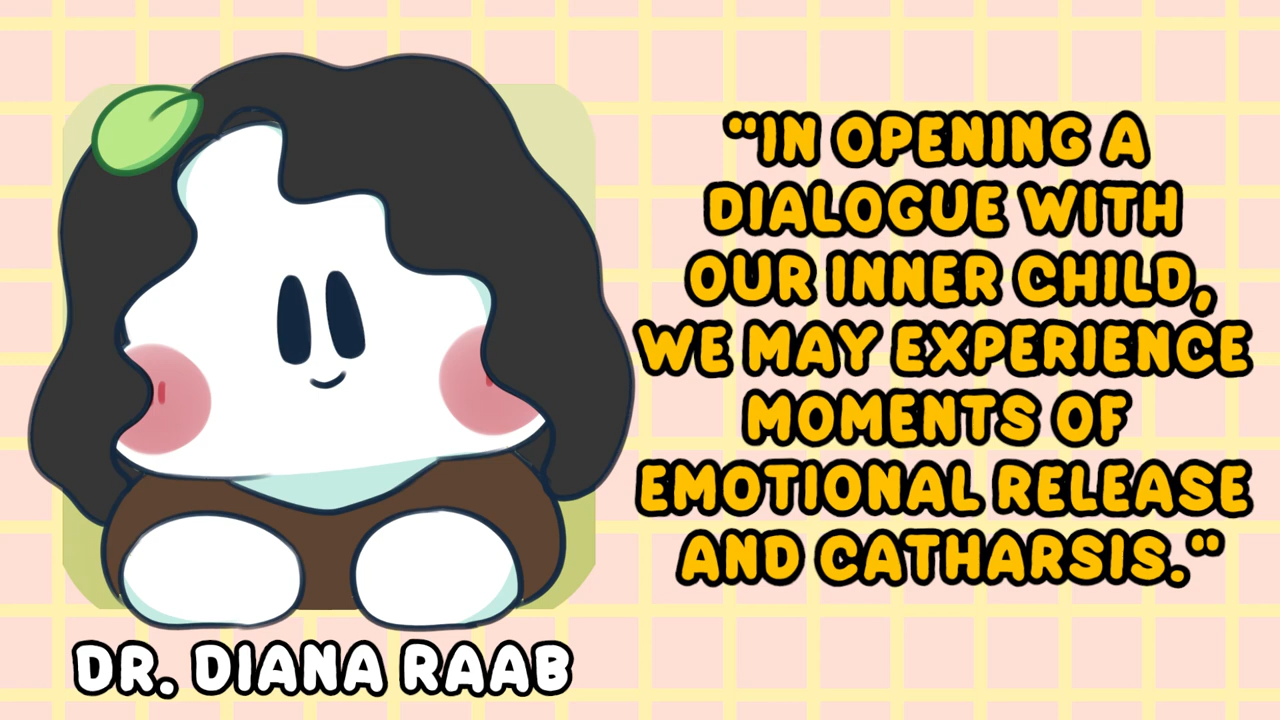 "IN OPENING A
DIALOGUE WITH
OUR INNER CHILD,
WE MAY EXPERIENCE
MOMENTS OF
EMOTIONAL RELEASE
AND CATHARSIS."
DR. DIANA RAAB